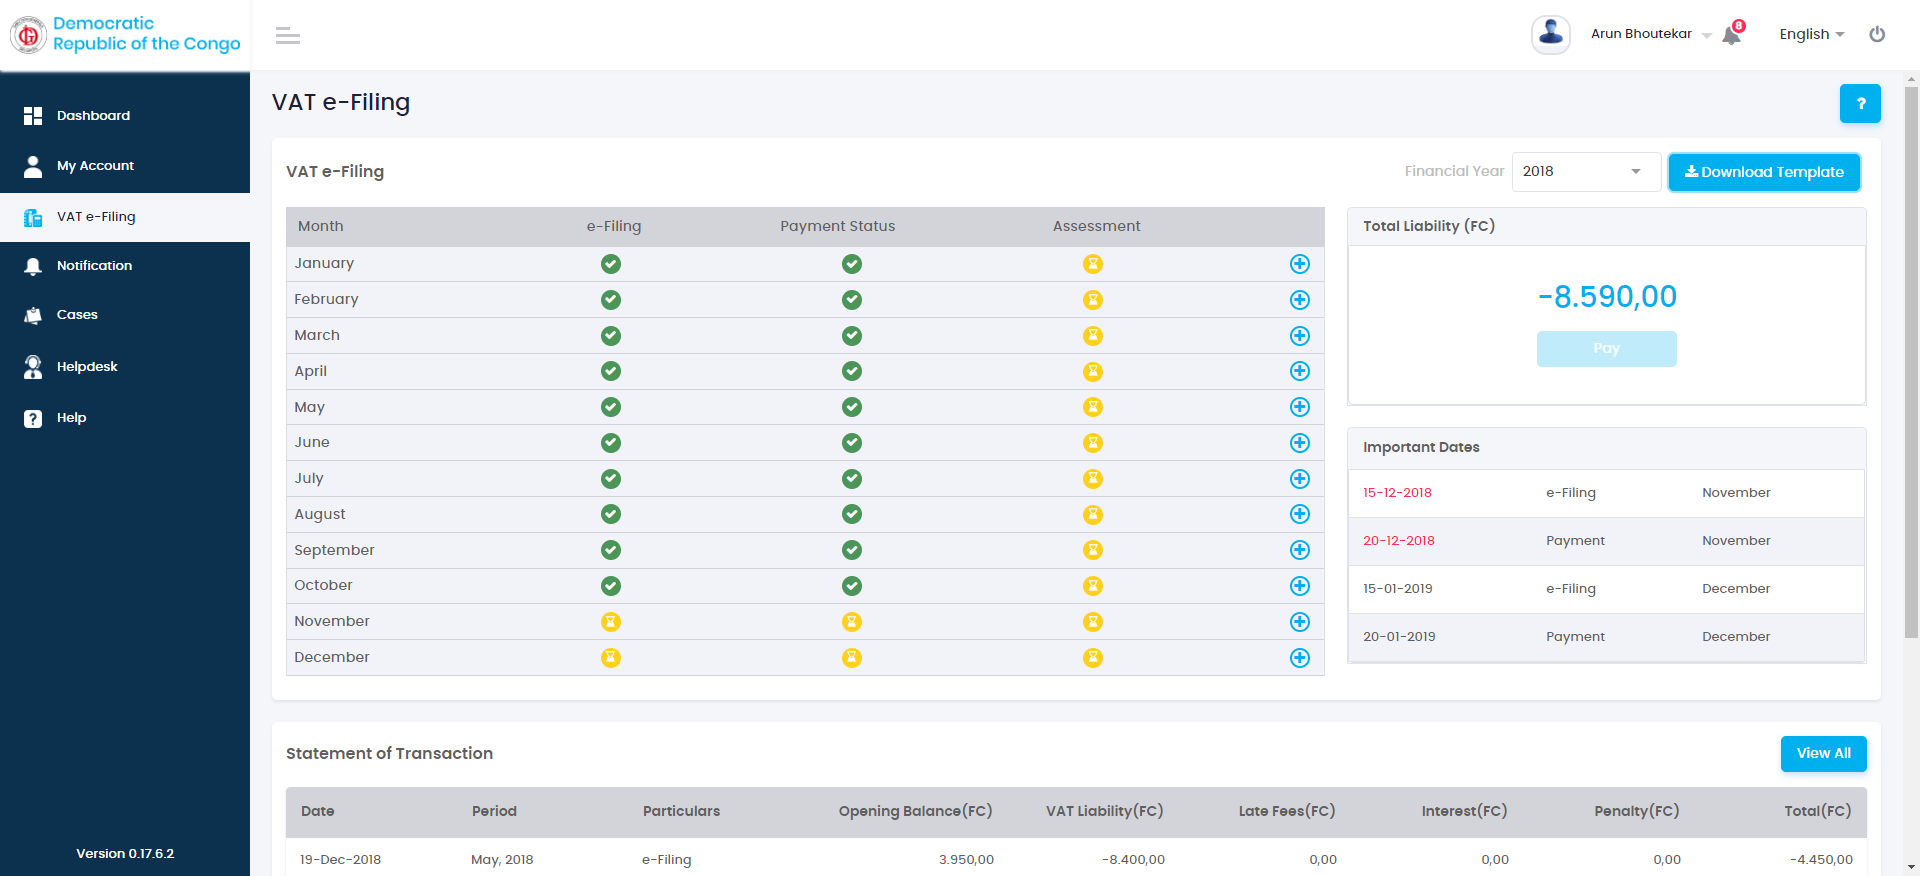 Democratic
Republic of the Congo
Arun Bhoutekar
8
English
Dashboard
My Account
VAT e-Filing
Notification
Cases
Helpdesk
? Help
Version 0.17.6.2
VAT e-Filing
?
VAT e-Filing
Financial Year 2018 Download Template
Month e-Filing Payment Status Assessment
January
February
March
April
May
June
July
August
September
October
November
December
Total Liability (FC)
-8.590,00
Pay
Important Dates
15-12-2018 e-Filing November
20-12-2018 Payment November
15-01-2019 e-Filing December
20-01-2019 Payment December
Statement of Transaction
View All
Date Period Particulars Opening Balance(FC) VAT Liability(FC) Late Fees(FC) Interest(FC) Penalty(FC) Total(FC)
19-Dec-2018 May, 2018 e-Filing 3.950,00 -8.400,00 0,00 0,00 0,00 -4.450,00